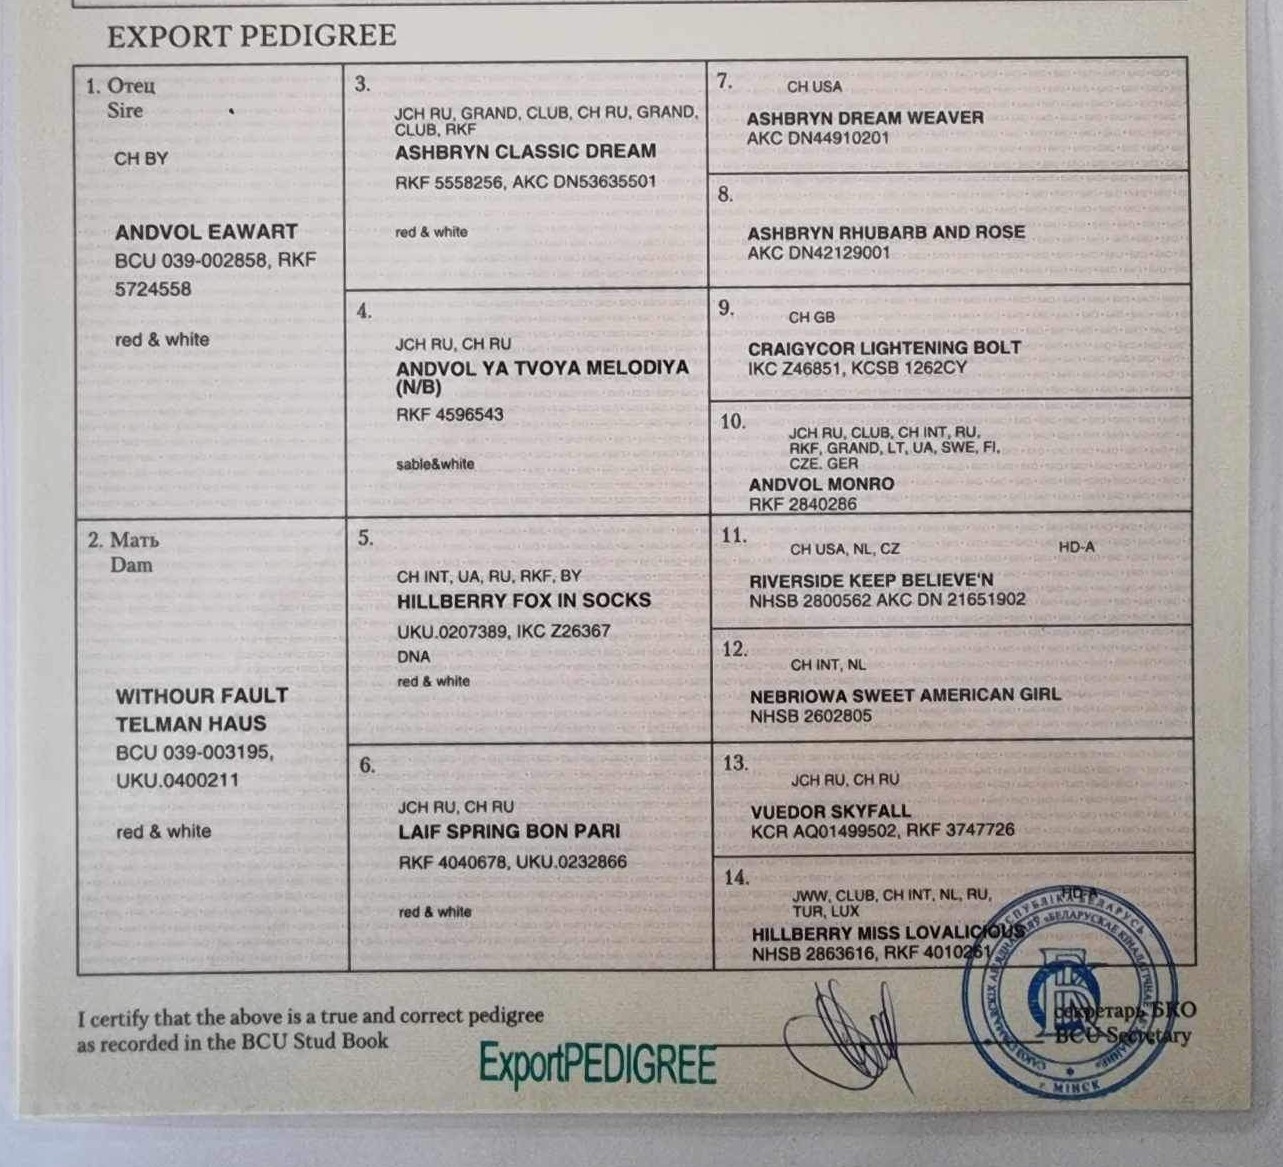 EXPORT PEDIGREE
1. Отец
Sire
CH BY
ANDVOL EAWART
BCU 039-002858, RKF
5724558
red & white
2. Мать
Dam
WITHOUR FAULT
TELMAN HAUS
BCU 039-003195,
UKU.0400211
red & white
3.
JCH RU, GRAND, CLUB, CH RU, GRAND,
CLUB, RKF
ASHBRYN CLASSIC DREAM
RKF 5558256, AKC DN53635501
red & white
4.
JCH RU, CH RU
ANDVOL YA TVOYA MELODIYA
(N/B)
RKF 4596543
sable&white
5.
CH INT, UA, RU, RKF, BY
HILLBERRY FOX IN SOCKS
UKU.0207389, IKC Z26367
DNA
red & white
6.
JCH RU, CH RU
LAIF SPRING BON PARI
RKF 4040678, UKU.0232866
red & white
7.
CH USA
ASHBRYN DREAM WEAVER
AKC DN44910201
8.
ASHBRYN RHUBARB AND ROSE
AKC DN42129001
9.
CH GB
CRAIGYCOR LIGHTENING BOLT
IKC Z46851, KCSB 1262CY
10.
JCH RU, CLUB, CH INT, RU,
RKF, GRAND, LT, UA, SWE, FI,
CZE. GER
ANDVOL MONRO
RKF 2840286
11.
CH USA, NL, CZ HD-A
RIVERSIDE KEEP BELIEVE'N
NHSB 2800562 AKC DN 21651902
12.
CH INT, NL
NEBRIOWA SWEET AMERICAN GIRL
NHSB 2602805
13.
JCH RU, CH RU
VUEDOR SKYFALL
KCR AQ01499502, RKF 3747726
14.
JWW, CLUB, CH INT, NL, RU, HD-A
TUR, LUX
HILLBERRY MISS LOVALICIOUS
NHSB 2863616, RKF 4010261
I certify that the above is a true and correct pedigree
as recorded in the BCU Stud Book
ExportPEDIGREE
секретарь БКО
BCU Secretary
г. МІНСК